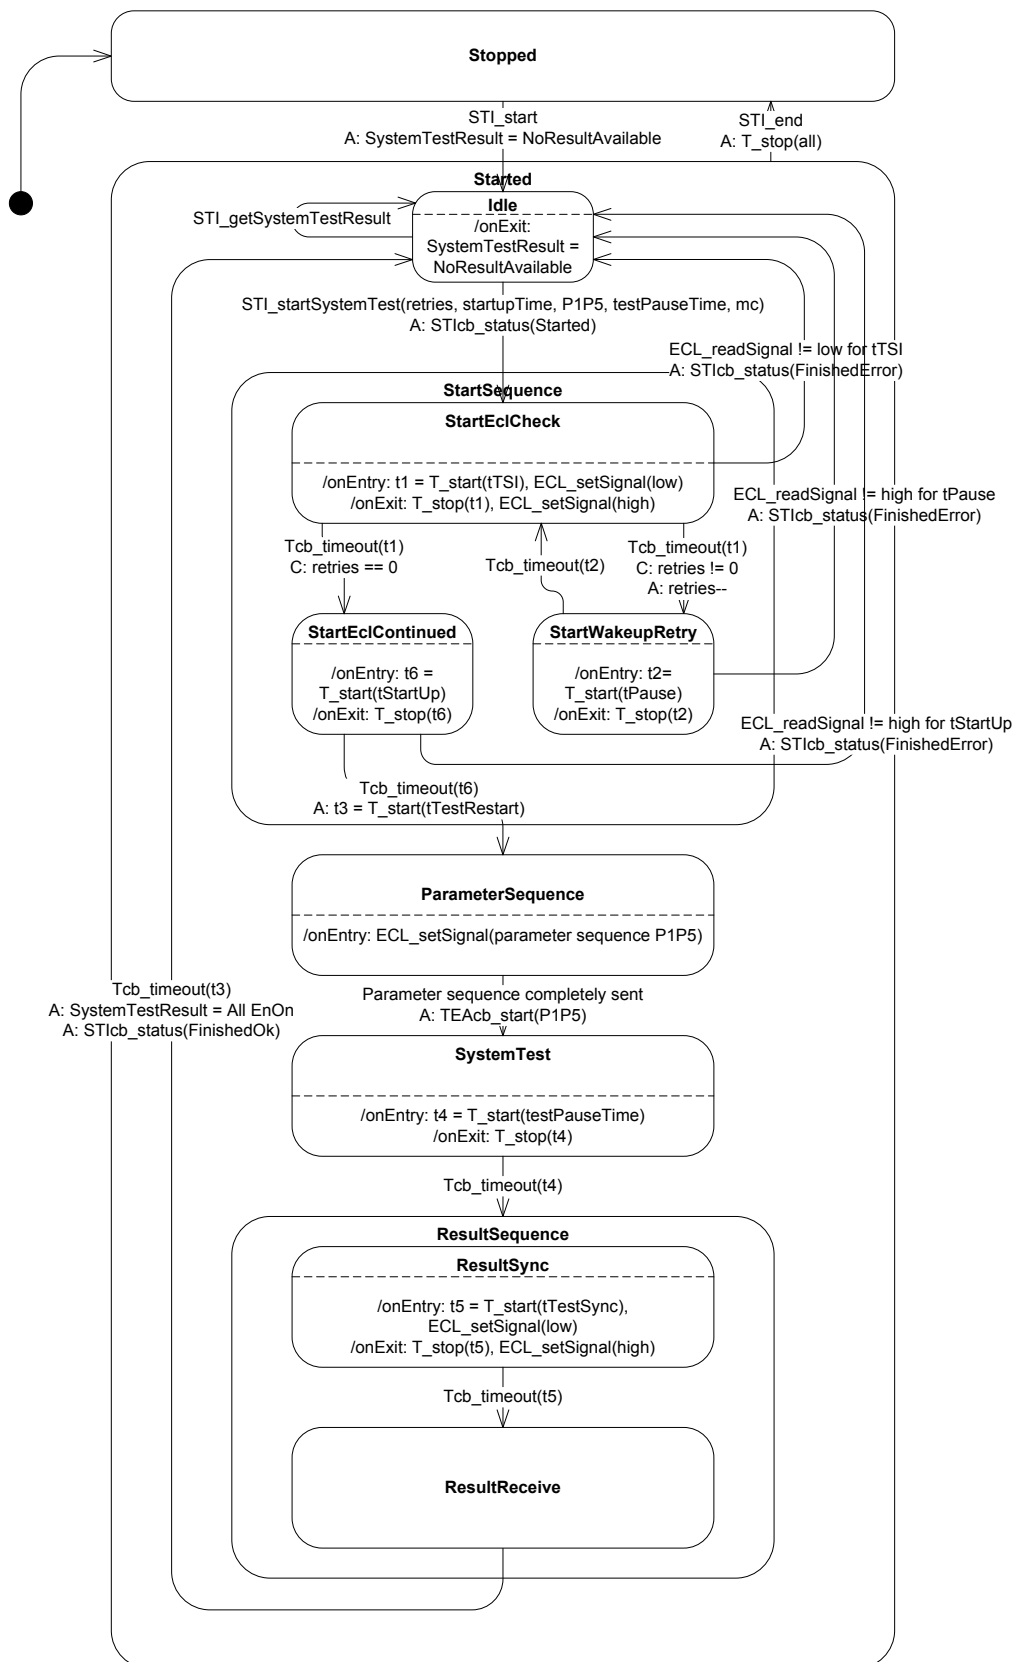 Stopped
STI_start
A: SystemTestResult = NoResultAvailable
STI_end
A: T_stop(all)
Started
Idle
/onExit:
SystemTestResult =
NoResultAvailable
STI_getSystemTestResult
STI_startSystemTest(retries, startupTime, P1P5, testPauseTime, mc)
A: STIcb_status(Started)
ECL_readSignal != low for tTSI
A: STIcb_status(FinishedError)
StartSequence
StartEclCheck
/onEntry: t1 = T_start(tTSI), ECL_setSignal(low)
/onExit: T_stop(t1), ECL_setSignal(high)
ECL_readSignal != high for tPause
A: STIcb_status(FinishedError)
Tcb_timeout(t1)
C: retries == 0
Tcb_timeout(t2)
Tcb_timeout(t1)
C: retries != 0
A: retries--
StartEclContinued
/onEntry: t6 =
T_start(tStartUp)
/onExit: T_stop(t6)
StartWakeupRetry
/onEntry: t2=
T_start(tPause)
/onExit: T_stop(t2)
ECL_readSignal != high for tStartUp
A: STIcb_status(FinishedError)
Tcb_timeout(t6)
A: t3 = T_start(tTestRestart)
ParameterSequence
/onEntry: ECL_setSignal(parameter sequence P1P5)
Tcb_timeout(t3)
A: SystemTestResult = All EnOn
A: STIcb_status(FinishedOk)
Parameter sequence completely sent
A: TEAcb_start(P1P5)
SystemTest
/onEntry: t4 = T_start(testPauseTime)
/onExit: T_stop(t4)
Tcb_timeout(t4)
ResultSequence
ResultSync
/onEntry: t5 = T_start(tTestSync),
ECL_setSignal(low)
/onExit: T_stop(t5), ECL_setSignal(high)
Tcb_timeout(t5)
ResultReceive